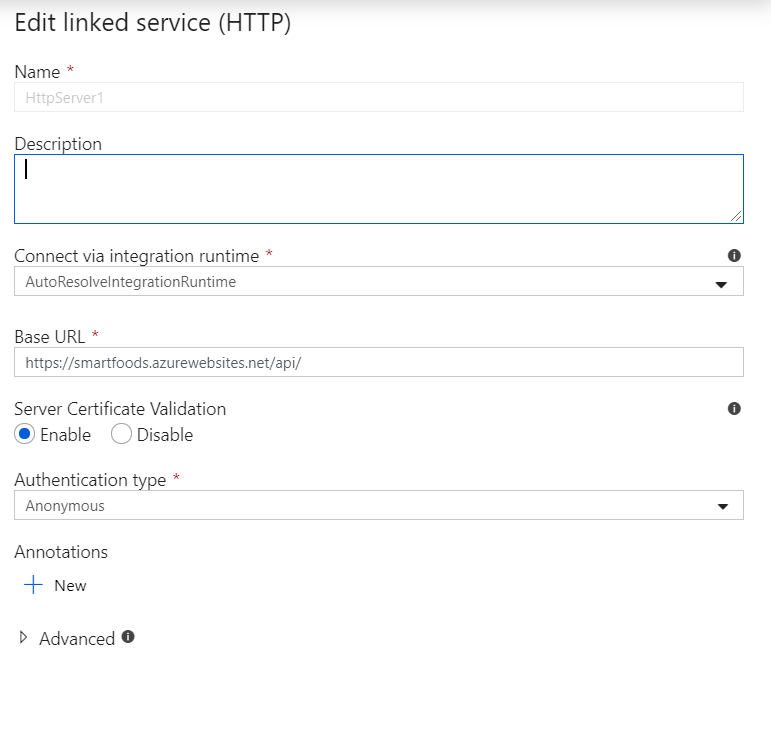 Edit linked service (HTTP)
Name *
HttpServer1
Description
Connect via integration runtime *
AutoResolveIntegrationRuntime
Base URL *
https://smartfoods.azurewebsites.net/api/
Server Certificate Validation
Enable Disable
Authentication type *
Anonymous
Annotations
New
Advanced